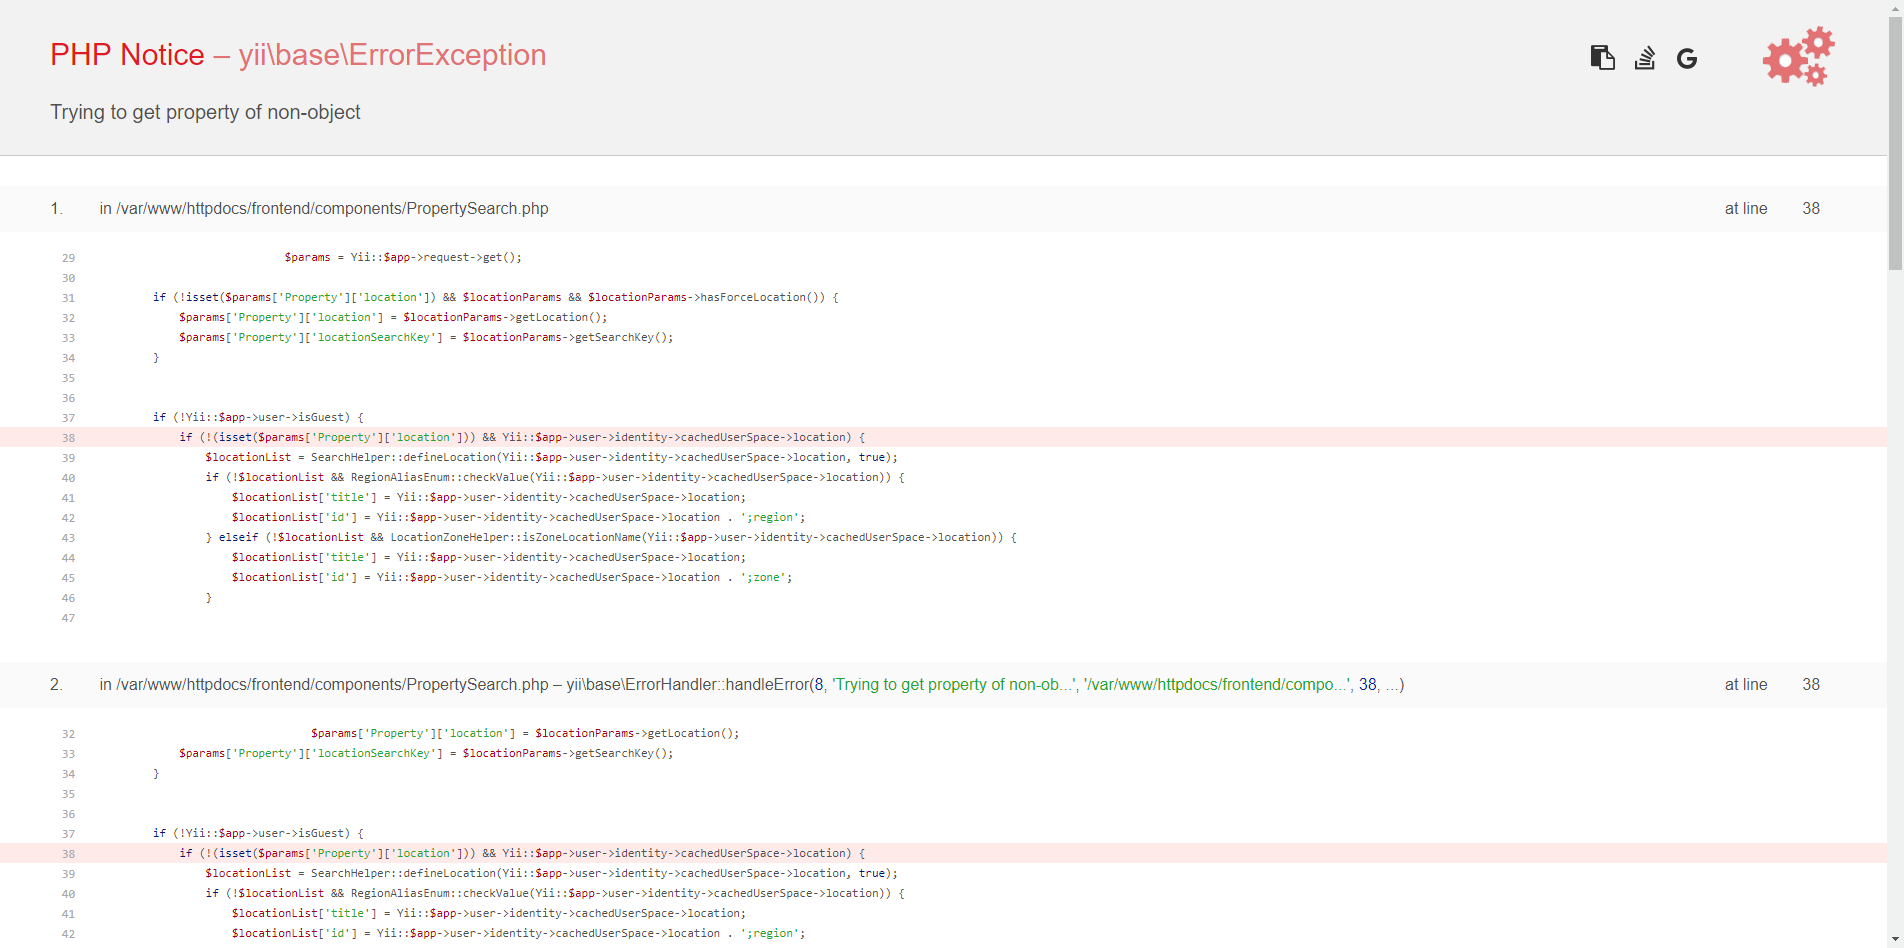 PHP Notice – yii\base\ErrorException
Trying to get property of non-object
1. in /var/www/httpdocs/frontend/components/PropertySearch.php at line 38
29 $params = Yii::$app->request->get();
30
31 if (!isset($params['Property']['location']) && $locationParams && $locationParams->hasForceLocation()) {
32 $params['Property']['location'] = $locationParams->getLocation();
33 $params['Property']['locationSearchKey'] = $locationParams->getSearchKey();
34 }
35
36
37 if (!Yii::$app->user->isGuest) {
38 if (!(isset($params['Property']['location'])) && Yii::$app->user->identity->cachedUserSpace->location) {
39 $locationList = SearchHelper::defineLocation(Yii::$app->user->identity->cachedUserSpace->location, true);
40 if (!$locationList && RegionAliasEnum::checkValue(Yii::$app->user->identity->cachedUserSpace->location)) {
41 $locationList['title'] = Yii::$app->user->identity->cachedUserSpace->location;
42 $locationList['id'] = Yii::$app->user->identity->cachedUserSpace->location . ';region';
43 } elseif (!$locationList && LocationZoneHelper::isZoneLocationName(Yii::$app->user->identity->cachedUserSpace->location)) {
44 $locationList['title'] = Yii::$app->user->identity->cachedUserSpace->location;
45 $locationList['id'] = Yii::$app->user->identity->cachedUserSpace->location . ';zone';
46 }
47
2. in /var/www/httpdocs/frontend/components/PropertySearch.php – yii\base\ErrorHandler::handleError(8, 'Trying to get property of non-ob...', '/var/www/httpdocs/frontend/compo...', 38, ...) at line 38
32 $params['Property']['location'] = $locationParams->getLocation();
33 $params['Property']['locationSearchKey'] = $locationParams->getSearchKey();
34 }
35
36
37 if (!Yii::$app->user->isGuest) {
38 if (!(isset($params['Property']['location'])) && Yii::$app->user->identity->cachedUserSpace->location) {
39 $locationList = SearchHelper::defineLocation(Yii::$app->user->identity->cachedUserSpace->location, true);
40 if (!$locationList && RegionAliasEnum::checkValue(Yii::$app->user->identity->cachedUserSpace->location)) {
41 $locationList['title'] = Yii::$app->user->identity->cachedUserSpace->location;
42 $locationList['id'] = Yii::$app->user->identity->cachedUserSpace->location . ';region';